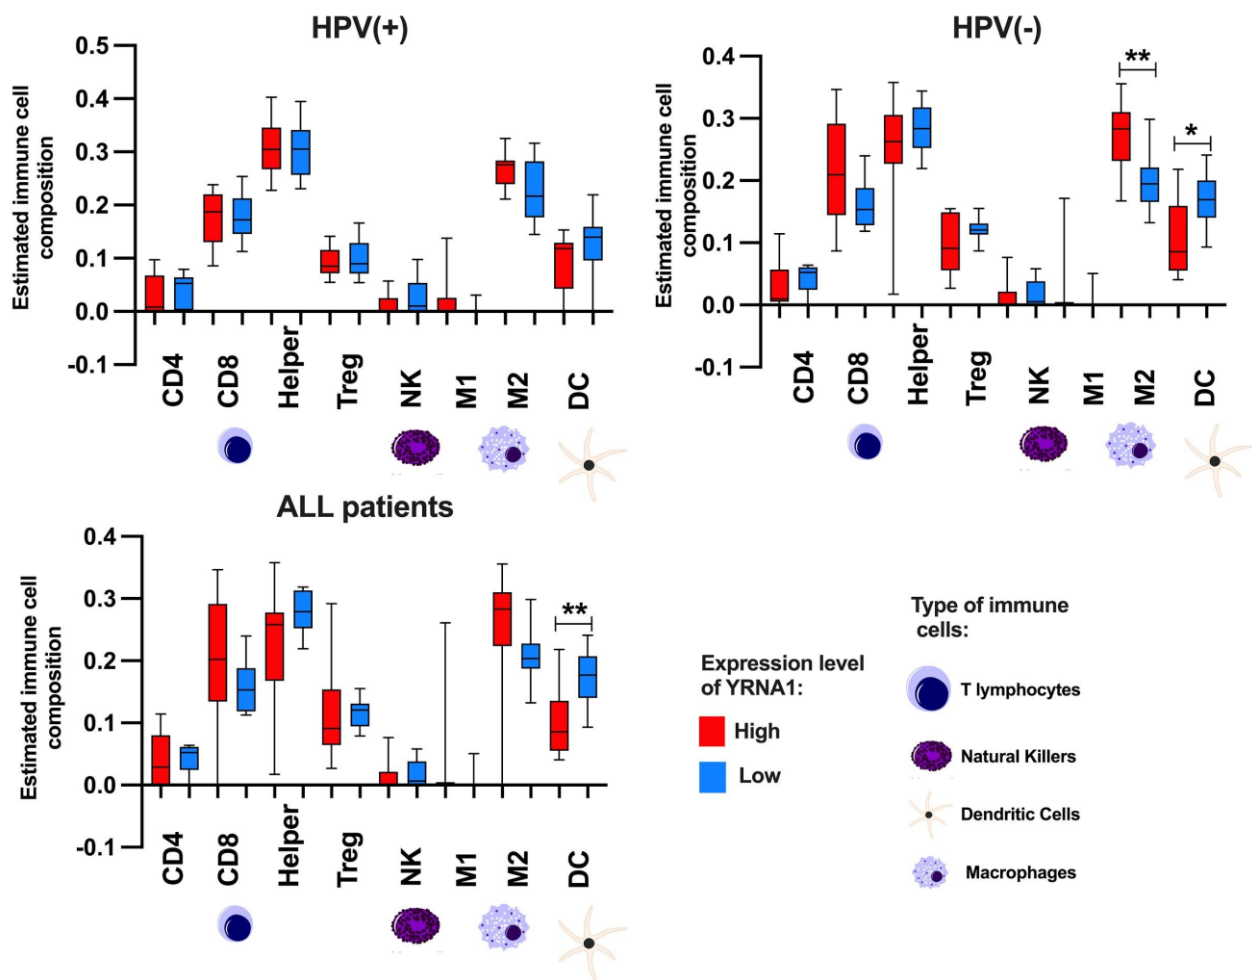 HPV(+)
Estimated immune cell
composition
0.5
0.4
0.3
0.2
0.1
0.0
-0.1
CD4
CD8
Helper
Treg
NK
M1
M2
DC
HPV(-)
Estimated immune cell
composition
0.4
0.3
0.2
0.1
0.0
-0.1
**
*
CD4
CD8
Helper
Treg
NK
M1
M2
DC
ALL patients
Estimated immune cell
composition
0.4
0.3
0.2
0.1
0.0
-0.1
**
CD4
CD8
Helper
Treg
NK
M1
M2
DC
Expression level
of YRNA1:
High
Low
Type of immune
cells:
T lymphocytes
Natural Killers
Dendritic Cells
Macrophages